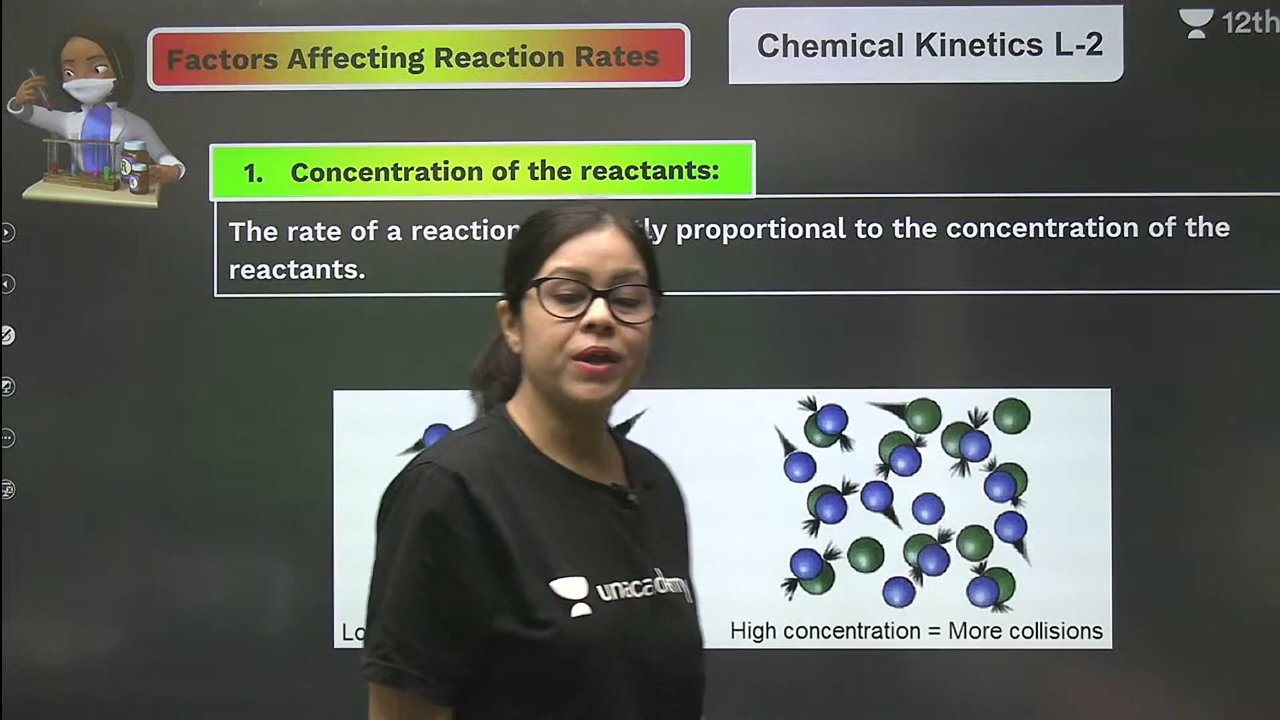 Factors Affecting Reaction Rates
Chemical Kinetics L-2
12th
1. Concentration of the reactants:
The rate of a reaction proportional to the concentration of the
reactants.
unacademy
High concentration = More collisions